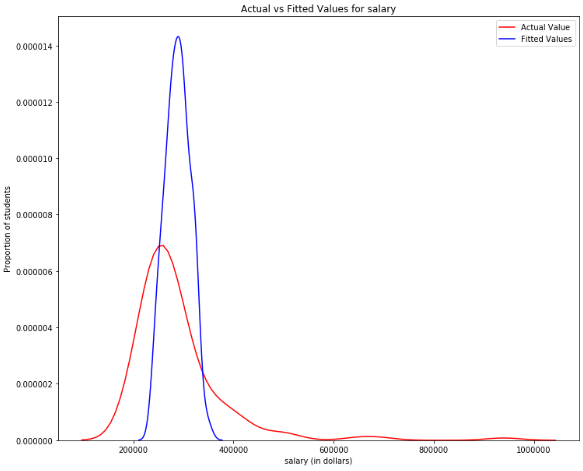 Actual vs Fitted Values for salary
Actual Value
Fitted Values
0.000014
0.000012
0.000010
0.000008
0.000006
0.000004
0.000002
0.000000
Proportion of students
200000 400000 600000 800000 1000000
salary (in dollars)